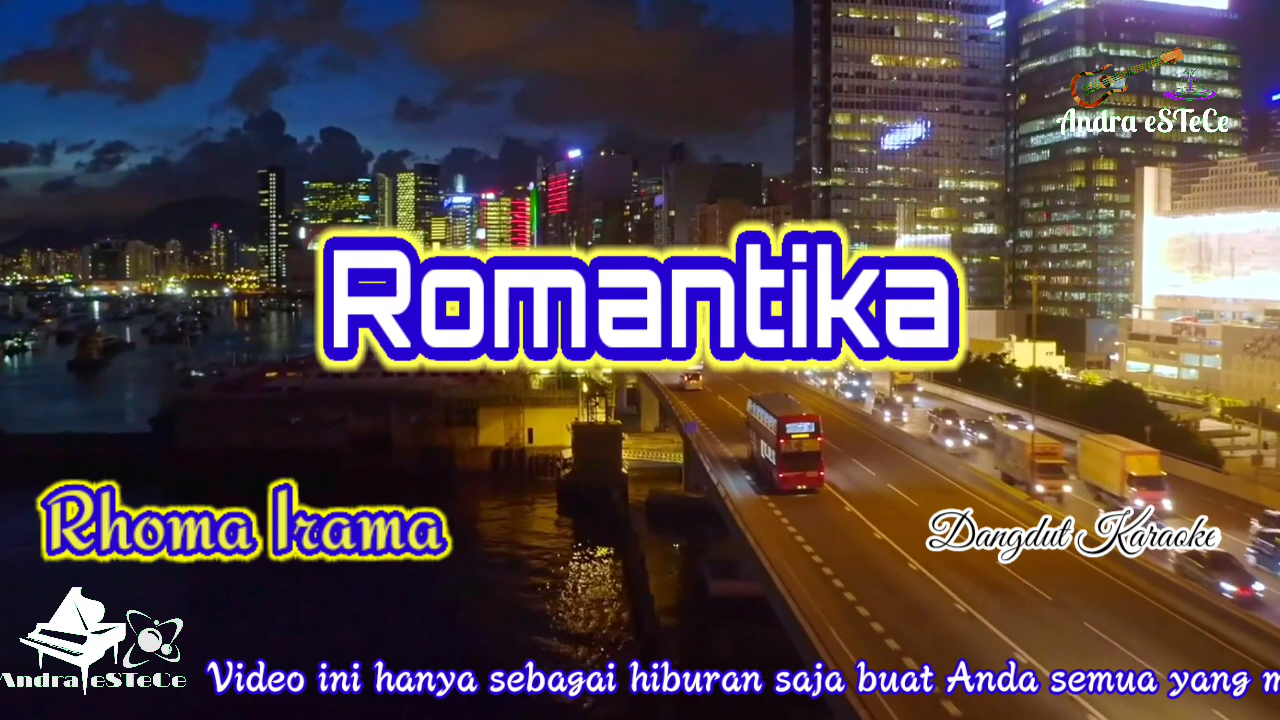 Andra eSTeCe
Romantika
Rhoma Irama
Dangdut Karaoke
Andra eSTeCe
Video ini hanya sebagai hiburan saja buat Anda semua yang